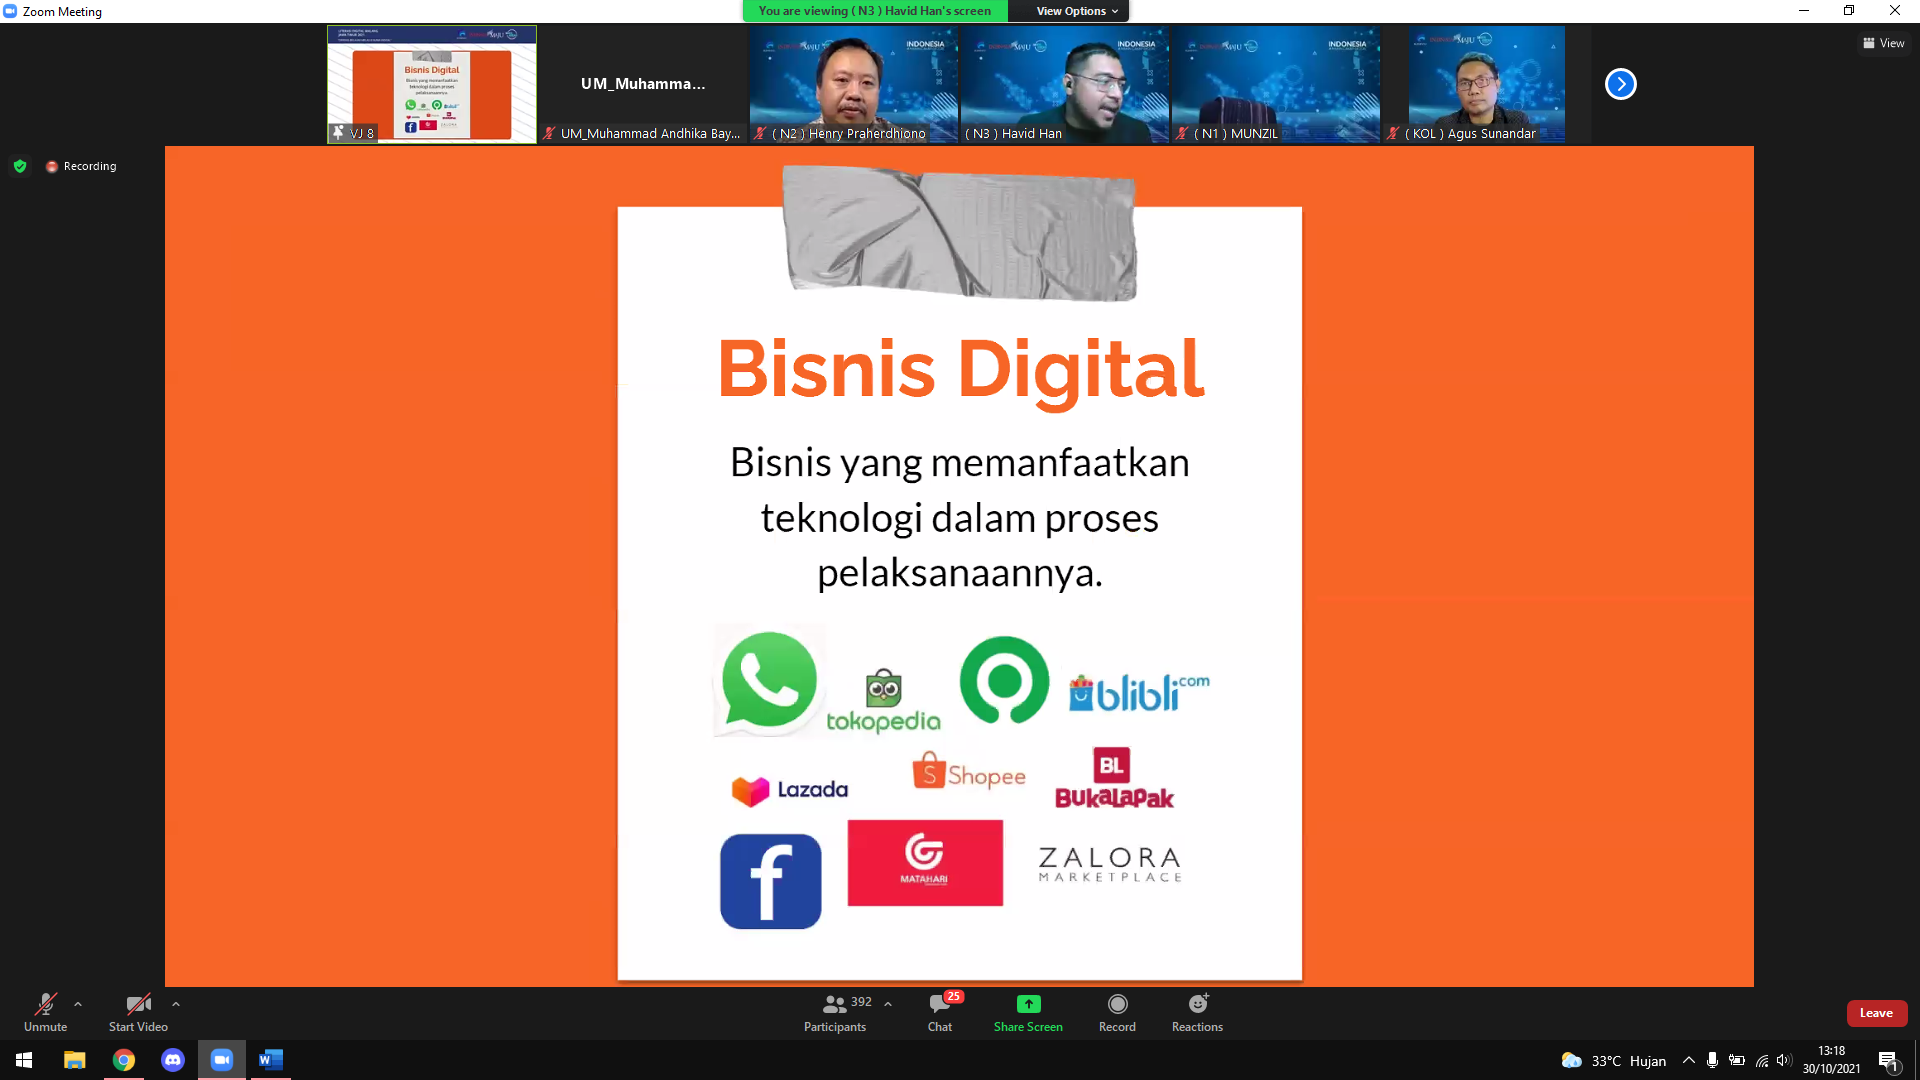 Zoom Meeting
You are viewing ( N3 ) Havid Han's screen
View Options
View
Bisnis Digital
VJ 8
UM_Muhamma...
UM_Muhammad Andhika Bay...
INDONESIA
( N2 ) Henry Praherdhiono
INDONESIA
( N3 ) Havid Han
INDONESIA
( N1 ) MUNZIL
( KOL ) Agus Sunandar
Recording
Bisnis Digital
Bisnis yang memanfaatkan
teknologi dalam proses
pelaksanaannya.
tokopedia
blibli.com
Lazada
S Shopee
BL
BukaLapak
f
MATAHARI
ZALORA
MARKETPLACE
Unmute
Start Video
392
Participants
25
Chat
Share Screen
Record
Reactions
Leave
33°C Hujan
13:18
30/10/2021
1